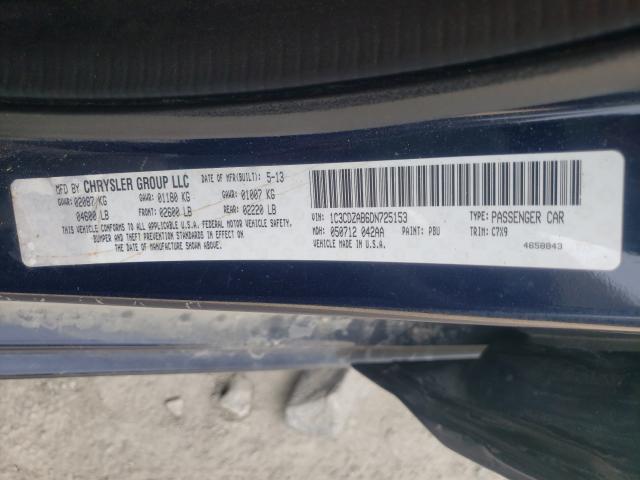 MFD BY CHRYSLER GROUP LLC DATE OF MFR(BUILT): 5-13
GVWR: 02087 KG GAWR: 01180 KG GAWR: 01007 KG
04600 LB FRONT: 02600 LB REAR: 02220 LB
THIS VEHICLE CONFORMS TO ALL APPLICABLE U.S.A. FEDERAL MOTOR VEHICLE SAFETY,
BUMPER AND THEFT PREVENTION STANDARDS IN EFFECT ON
THE DATE OF MANUFACTURE SHOWN ABOVE.
VIN: 1C3CDZAB6DN725153 TYPE: PASSENGER CAR
MDH: 050712 042AA PAINT: PBU TRIM: C7X9
VEHICLE MADE IN U.S.A. 4658843